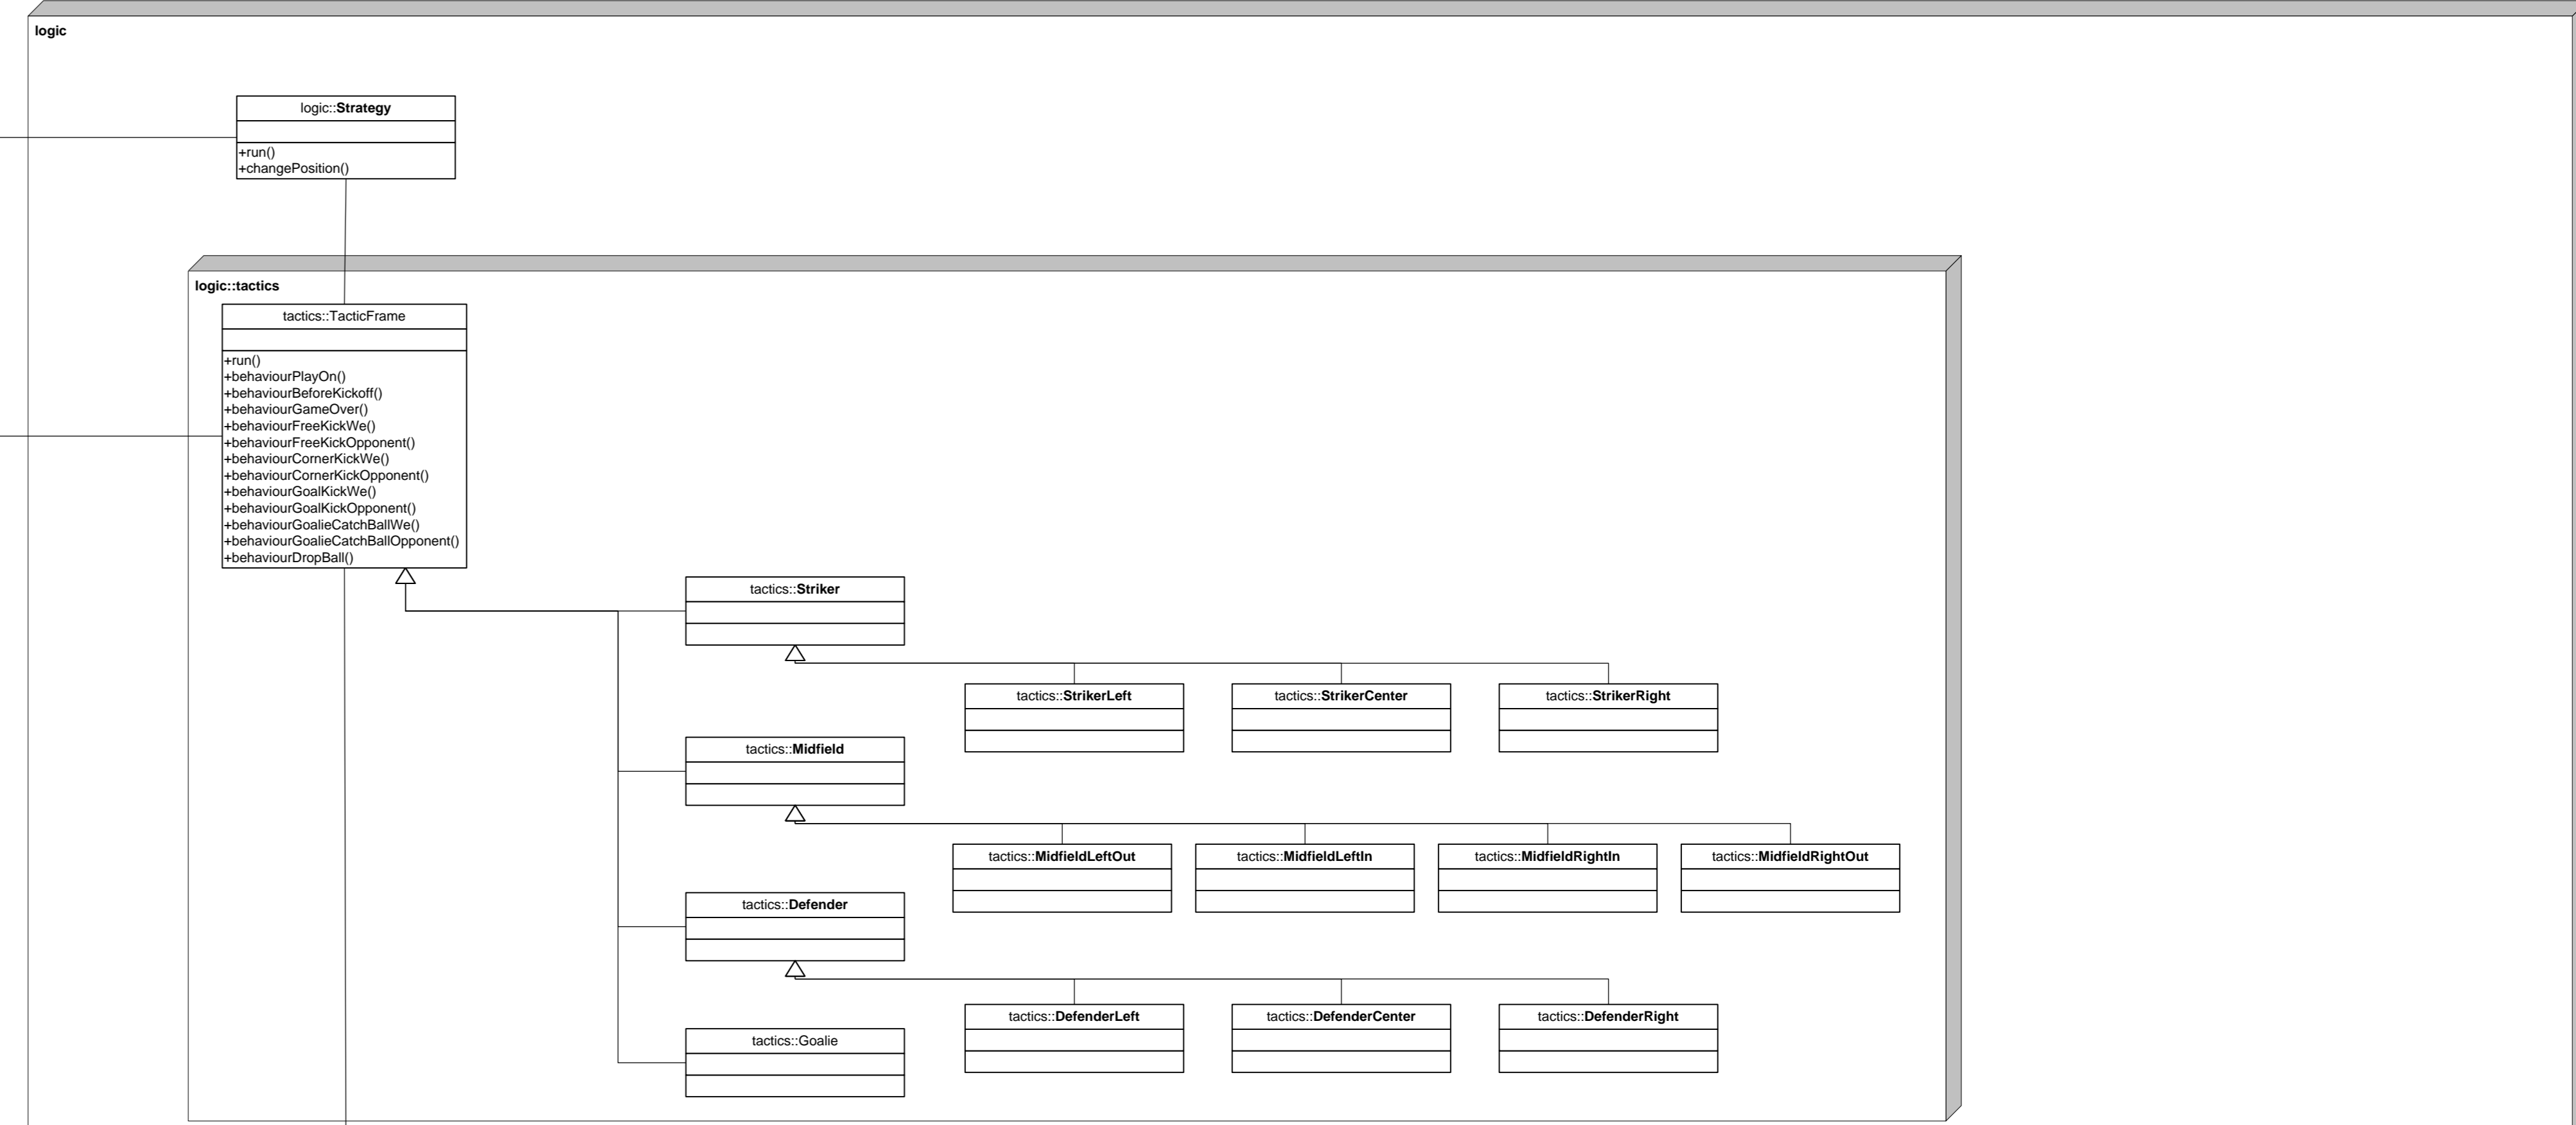 logic
logic::Strategy
+run()
+changePosition()
logic::tactics
tactics::TacticFrame
+run()
+behaviourPlayOn()
+behaviourBeforeKickoff()
+behaviourGameOver()
+behaviourFreeKickWe()
+behaviourFreeKickOpponent()
+behaviourCornerKickWe()
+behaviourCornerKickOpponent()
+behaviourGoalKickWe()
+behaviourGoalKickOpponent()
+behaviourGoalieCatchBallWe()
+behaviourGoalieCatchBallOpponent()
+behaviourDropBall()
tactics::Striker
tactics::StrikerLeft
tactics::StrikerCenter
tactics::StrikerRight
tactics::Midfield
tactics::MidfieldLeftOut
tactics::MidfieldLeftIn
tactics::MidfieldRightIn
tactics::MidfieldRightOut
tactics::Defender
tactics::DefenderLeft
tactics::DefenderCenter
tactics::DefenderRight
tactics::Goalie